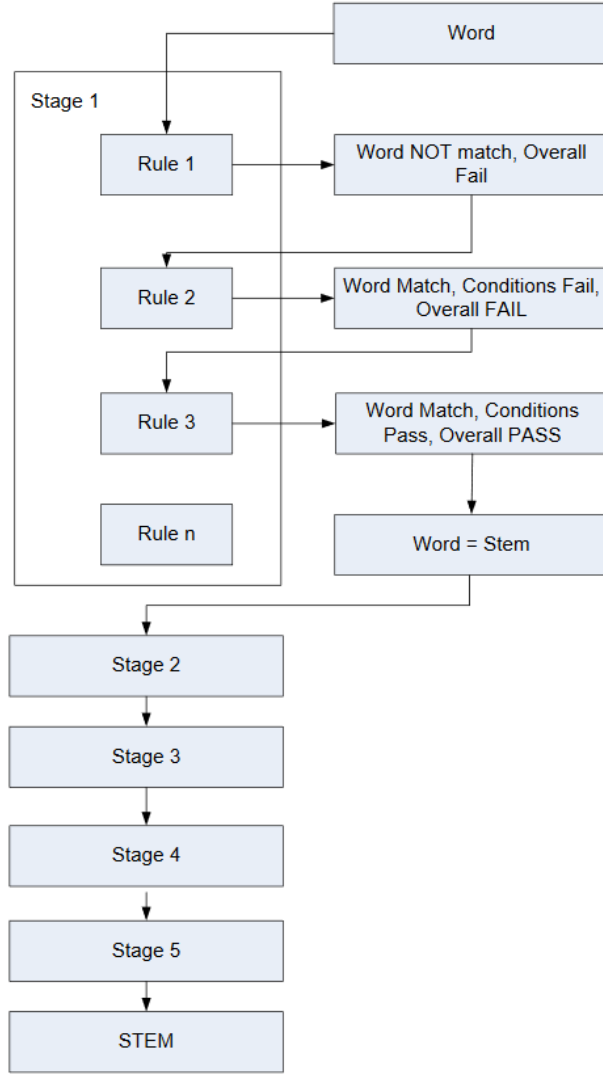 Word
Stage 1
Rule 1
Word NOT match, Overall
Fail
Rule 2
Word Match, Conditions Fail,
Overall FAIL
Rule 3
Word Match, Conditions
Pass, Overall PASS
Rule n
Word = Stem
Stage 2
Stage 3
Stage 4
Stage 5
STEM